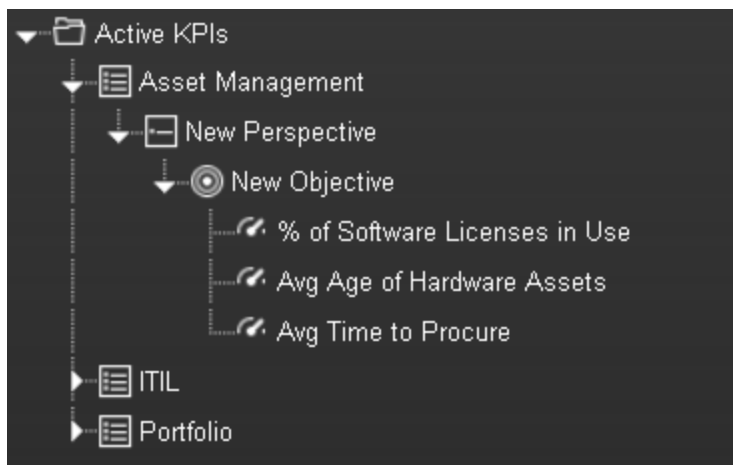 Active KPIs
Asset Management
New Perspective
New Objective
% of Software Licenses in Use
Avg Age of Hardware Assets
Avg Time to Procure
ITIL
Portfolio